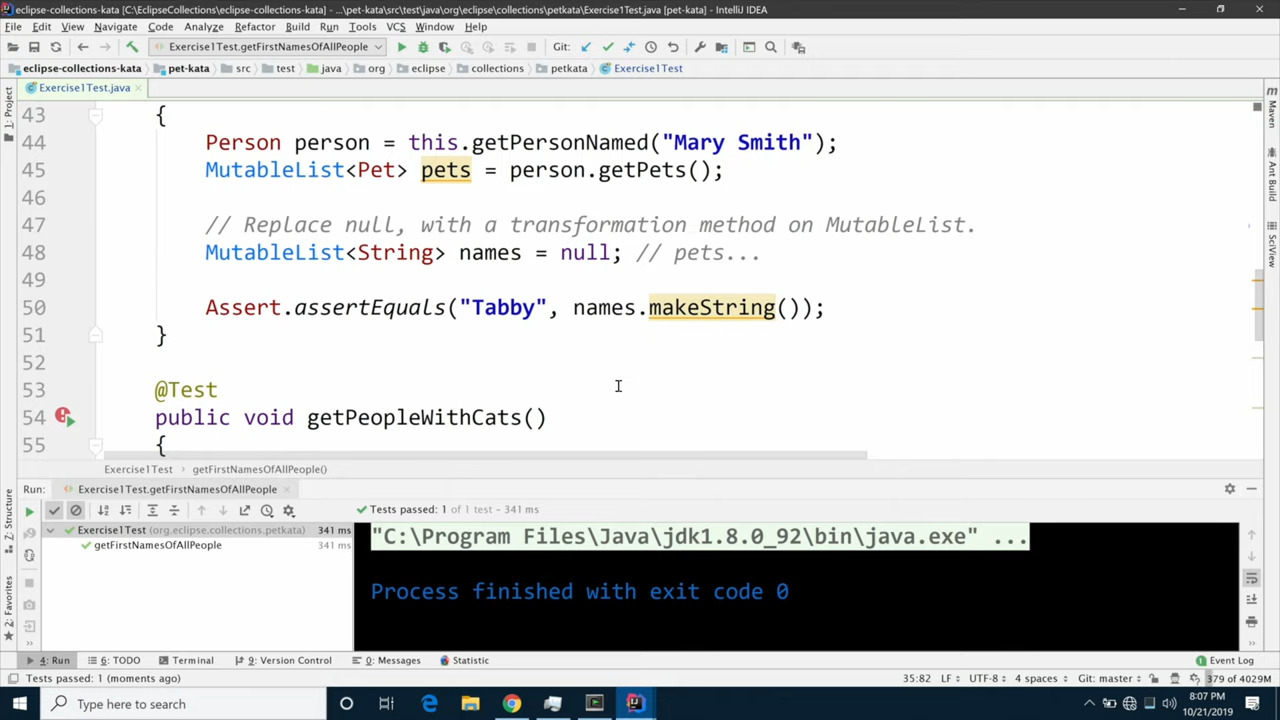 eclipse-collections-kata [C:\EclipseCollections\eclipse-collections-kata] - ...\pet-kata\src\test\java\org\eclipse\collections\petkata\Exercise1Test.java [pet-kata] - IntelliJ IDEA
File Edit View Navigate Code Analyze Refactor Build Run Tools VCS Window Help
Exercise1Test.getFirstNamesOfAllPeople Git:
eclipse-collections-kata pet-kata src test java org eclipse collections petkata Exercise1Test
Exercise1Test.java
1: Project
Maven
Ant Build
SciView
43 {
44 Person person = this.getPersonNamed("Mary Smith");
45 MutableList<Pet> pets = person.getPets();
46
47 // Replace null, with a transformation method on MutableList.
48 MutableList<String> names = null; // pets...
49
50 Assert.assertEquals("Tabby", names.makeString());
51 }
52
53 @Test
54 public void getPeopleWithCats()
55 {
Exercise1Test › getFirstNamesOfAllPeople()
Run: Exercise1Test.getFirstNamesOfAllPeople
Tests passed: 1 of 1 test - 341 ms
Exercise1Test (org.eclipse.collections.petkata) 341 ms
getFirstNamesOfAllPeople 341 ms
"C:\Program Files\Java\jdk1.8.0_92\bin\java.exe" ...
Process finished with exit code 0
Z: Structure
2: Favorites
4: Run 6: TODO Terminal 9: Version Control 0: Messages Statistic Event Log
Tests passed: 1 (moments ago) 35:82 LF UTF-8 4 spaces Git: master 379 of 4029M
Type here to search
8:07 PM
10/21/2019